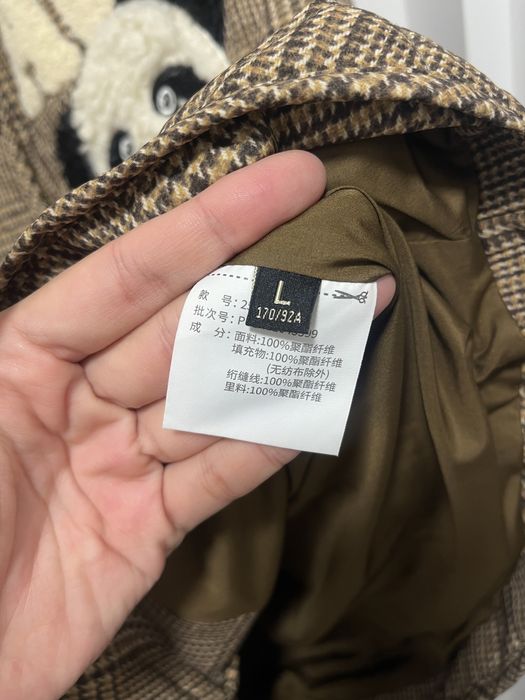 L
170/92A
款 号:2
批次号:P
成 分:面料:100%聚酯纤维
填充物:100%聚酯纤维
(无纺布除外)
绗缝线:100%聚酯纤维
里料:100%聚酯纤维